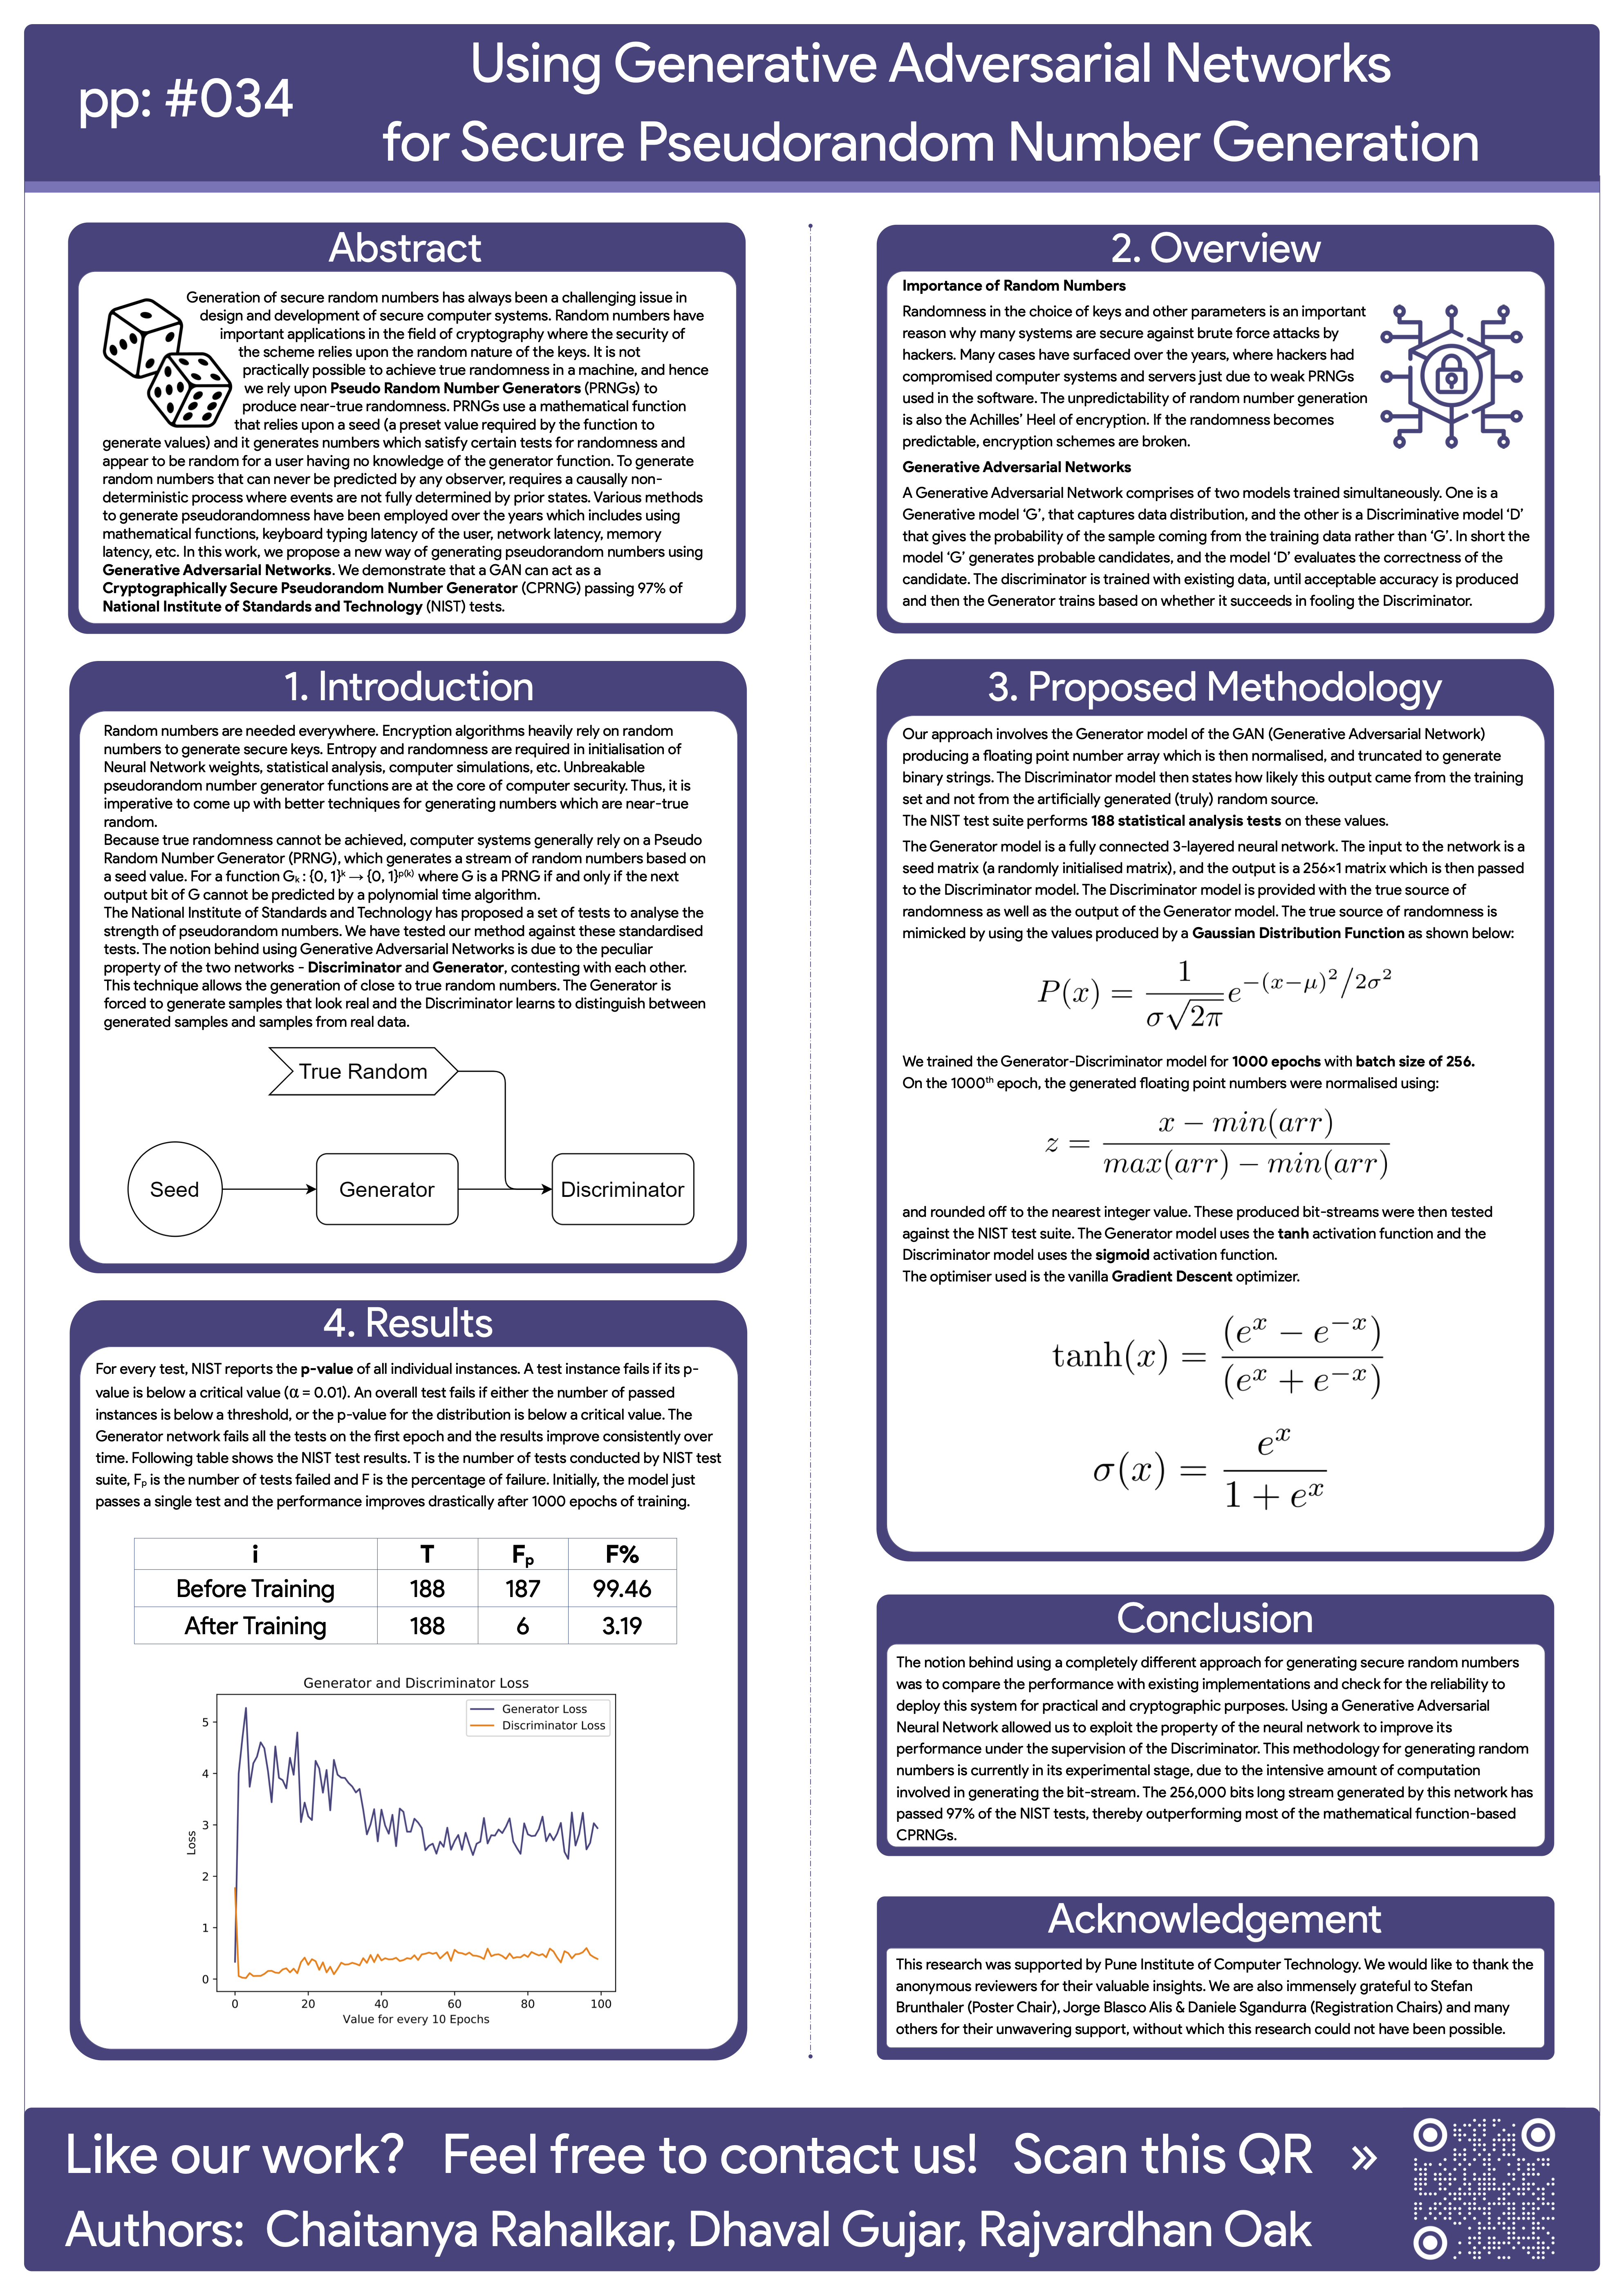 pp: #034
Using Generative Adversarial Networks
for Secure Pseudorandom Number Generation
Abstract
Generation of secure random numbers has always been a challenging issue in
design and development of secure computer systems. Random numbers have
important applications in the field of cryptography where the security of
the scheme relies upon the random nature of the keys. It is not
practically possible to achieve true randomness in a machine, and hence
we rely upon Pseudo Random Number Generators (PRNGs) to
produce near-true randomness. PRNGs use a mathematical function
that relies upon a seed (a preset value required by the function to
generate values) and it generates numbers which satisfy certain tests for randomness and
appear to be random for a user having no knowledge of the generator function. To generate
random numbers that can never be predicted by any observer, requires a causally non-
deterministic process where events are not fully determined by prior states. Various methods
to generate pseudorandomness have been employed over the years which includes using
mathematical functions, keyboard typing latency of the user, network latency, memory
latency, etc. In this work, we propose a new way of generating pseudorandom numbers using
Generative Adversarial Networks. We demonstrate that a GAN can act as a
Cryptographically Secure Pseudorandom Number Generator (CPRNG) passing 97% of
National Institute of Standards and Technology (NIST) tests.
1. Introduction
Random numbers are needed everywhere. Encryption algorithms heavily rely on random
numbers to generate secure keys. Entropy and randomness are required in initialisation of
Neural Network weights, statistical analysis, computer simulations, etc. Unbreakable
pseudorandom number generator functions are at the core of computer security. Thus, it is
imperative to come up with better techniques for generating numbers which are near-true
random.
Because true randomness cannot be achieved, computer systems generally rely on a Pseudo
Random Number Generator (PRNG), which generates a stream of random numbers based on
a seed value. For a function Gₖ : {0, 1}ᵏ → {0, 1}ᵖ⁽ᵏ⁾ where G is a PRNG if and only if the next
output bit of G cannot be predicted by a polynomial time algorithm.
The National Institute of Standards and Technology has proposed a set of tests to analyse the
strength of pseudorandom numbers. We have tested our method against these standardised
tests. The notion behind using Generative Adversarial Networks is due to the peculiar
property of the two networks - Discriminator and Generator, contesting with each other.
This technique allows the generation of close to true random numbers. The Generator is
forced to generate samples that look real and the Discriminator learns to distinguish between
generated samples and samples from real data.
True Random
Seed
Generator
Discriminator
4. Results
For every test, NIST reports the p-value of all individual instances. A test instance fails if its p-
value is below a critical value (α = 0.01). An overall test fails if either the number of passed
instances is below a threshold, or the p-value for the distribution is below a critical value. The
Generator network fails all the tests on the first epoch and the results improve consistently over
time. Following table shows the NIST test results. T is the number of tests conducted by NIST test
suite, Fₚ is the number of tests failed and F is the percentage of failure. Initially, the model just
passes a single test and the performance improves drastically after 1000 epochs of training.
i T Fₚ F%
Before Training 188 187 99.46
After Training 188 6 3.19
Generator and Discriminator Loss
Generator Loss
Discriminator Loss
Loss
5
4
3
2
1
0
0 20 40 60 80 100
Value for every 10 Epochs
2. Overview
Importance of Random Numbers
Randomness in the choice of keys and other parameters is an important
reason why many systems are secure against brute force attacks by
hackers. Many cases have surfaced over the years, where hackers had
compromised computer systems and servers just due to weak PRNGs
used in the software. The unpredictability of random number generation
is also the Achilles’ Heel of encryption. If the randomness becomes
predictable, encryption schemes are broken.
Generative Adversarial Networks
A Generative Adversarial Network comprises of two models trained simultaneously. One is a
Generative model ‘G’, that captures data distribution, and the other is a Discriminative model ‘D’
that gives the probability of the sample coming from the training data rather than ‘G’. In short the
model ‘G’ generates probable candidates, and the model ‘D’ evaluates the correctness of the
candidate. The discriminator is trained with existing data, until acceptable accuracy is produced
and then the Generator trains based on whether it succeeds in fooling the Discriminator.
3. Proposed Methodology
Our approach involves the Generator model of the GAN (Generative Adversarial Network)
producing a floating point number array which is then normalised, and truncated to generate
binary strings. The Discriminator model then states how likely this output came from the training
set and not from the artificially generated (truly) random source.
The NIST test suite performs 188 statistical analysis tests on these values.
The Generator model is a fully connected 3-layered neural network. The input to the network is a
seed matrix (a randomly initialised matrix), and the output is a 256×1 matrix which is then passed
to the Discriminator model. The Discriminator model is provided with the true source of
randomness as well as the output of the Generator model. The true source of randomness is
mimicked by using the values produced by a Gaussian Distribution Function as shown below:
P(x) = 1/(σ√2π) e^(−(x−μ)²/2σ²)
We trained the Generator-Discriminator model for 1000 epochs with batch size of 256.
On the 1000ᵗʰ epoch, the generated floating point numbers were normalised using:
z = (x − min(arr))/(max(arr) − min(arr))
and rounded off to the nearest integer value. These produced bit-streams were then tested
against the NIST test suite. The Generator model uses the tanh activation function and the
Discriminator model uses the sigmoid activation function.
The optimiser used is the vanilla Gradient Descent optimizer.
tanh(x) = (eˣ − e⁻ˣ)/(eˣ + e⁻ˣ)
σ(x) = eˣ/(1 + eˣ)
Conclusion
The notion behind using a completely different approach for generating secure random numbers
was to compare the performance with existing implementations and check for the reliability to
deploy this system for practical and cryptographic purposes. Using a Generative Adversarial
Neural Network allowed us to exploit the property of the neural network to improve its
performance under the supervision of the Discriminator. This methodology for generating random
numbers is currently in its experimental stage, due to the intensive amount of computation
involved in generating the bit-stream. The 256,000 bits long stream generated by this network has
passed 97% of the NIST tests, thereby outperforming most of the mathematical function-based
CPRNGs.
Acknowledgement
This research was supported by Pune Institute of Computer Technology. We would like to thank the
anonymous reviewers for their valuable insights. We are also immensely grateful to Stefan
Brunthaler (Poster Chair), Jorge Blasco Alis & Daniele Sgandurra (Registration Chairs) and many
others for their unwavering support, without which this research could not have been possible.
Like our work? Feel free to contact us! Scan this QR »
Authors: Chaitanya Rahalkar, Dhaval Gujar, Rajvardhan Oak